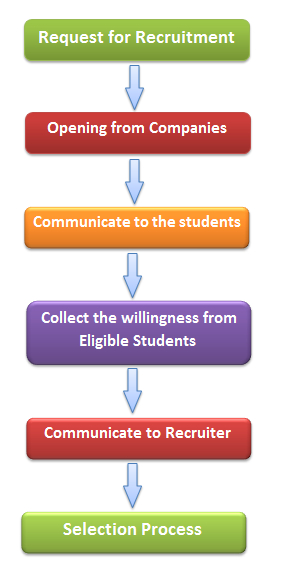 Request for Recruitment
Opening from Companies
Communicate to the students
Collect the willingness from
Eligible Students
Communicate to Recruiter
Selection Process